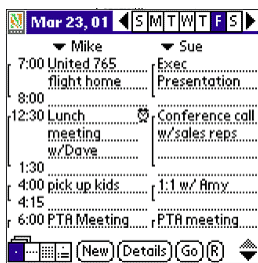 Mar 23, 01 S M T W T F S
Mike Sue
7:00 United 765 Exec
flight home Presentation
8:00
12:30 Lunch Conference call
meeting w/sales reps
w/Dave
1:30
4:00 pick up kids 1:1 w/ Amy
4:15
6:00 PTA Meeting PTA meeting
New Details Go R